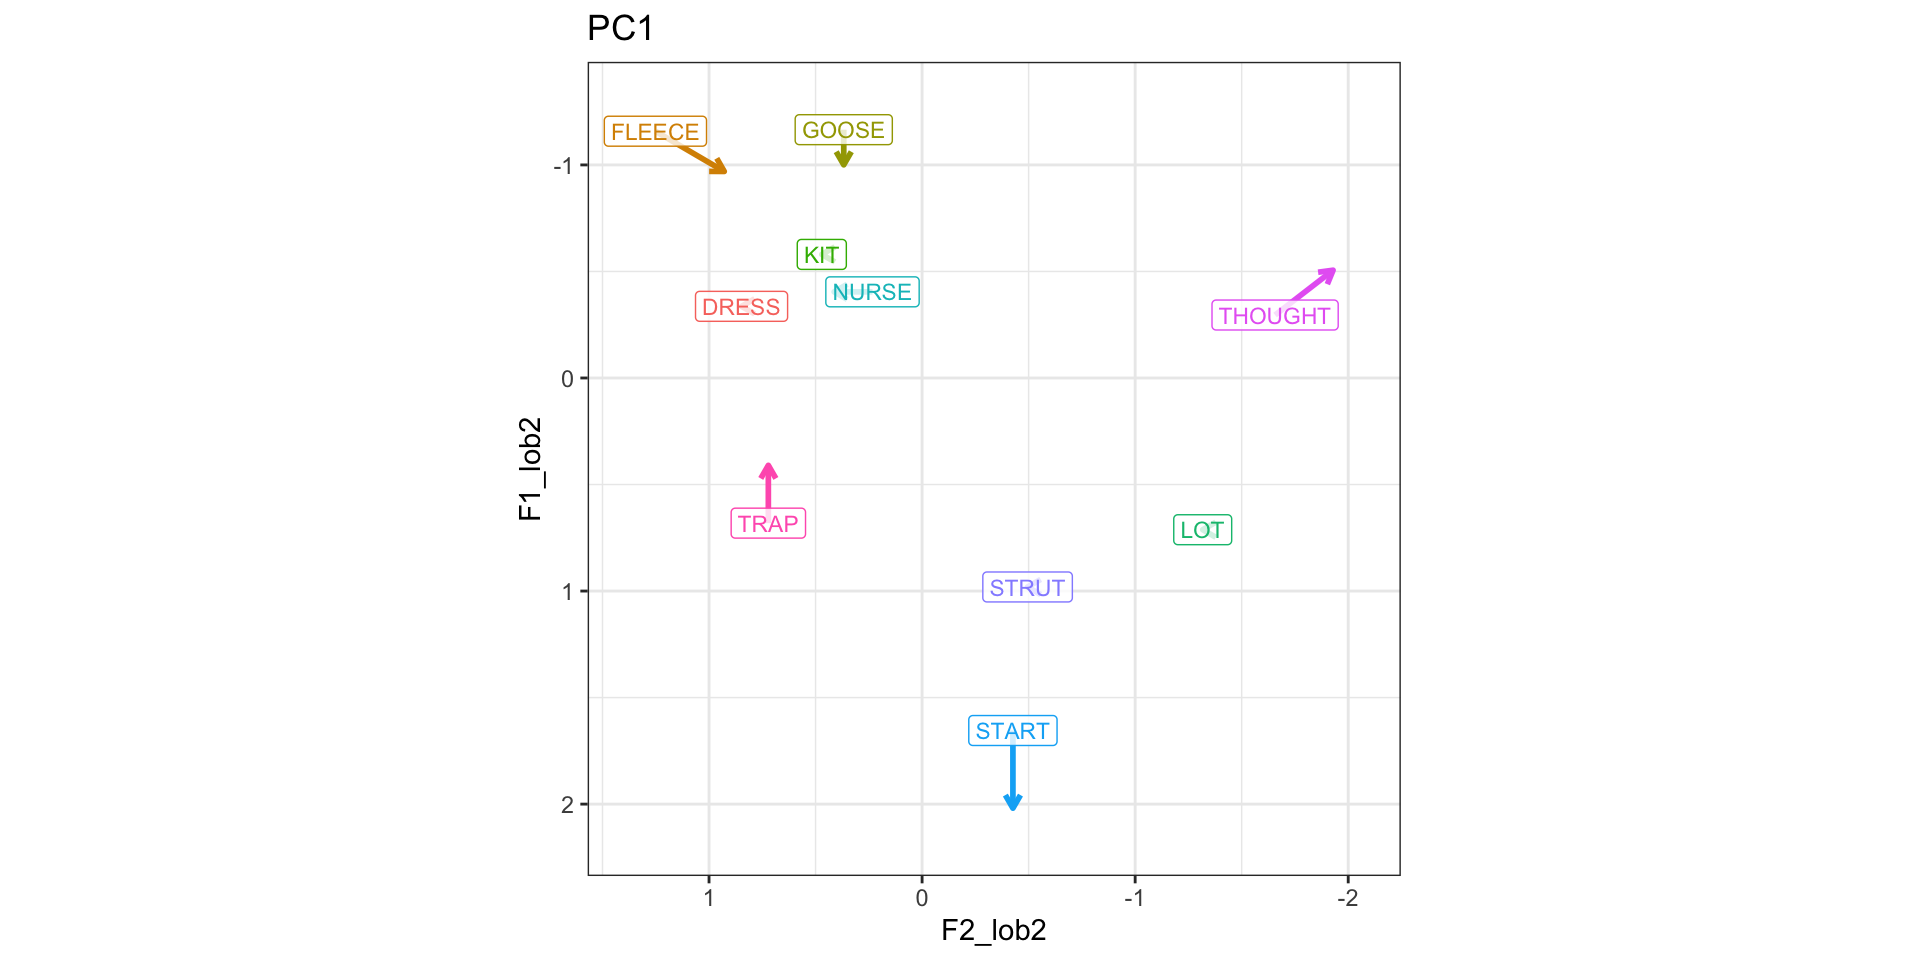 PC1
FLEECE
GOOSE
-1
KIT
NURSE
DRESS
THOUGHT
0
F1_lob2
TRAP
LOT
STRUT
1
START
2
1
0
-1
-2
F2_lob2